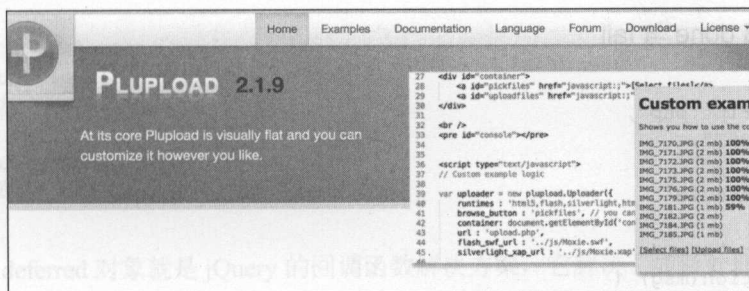 Home Examples Documentation Language Forum Download License
PLUPLOAD 2.1.9
At its core Plupload is visually flat and you can
customize it however you like.
27 <div id="container">
28 <a id="pickfiles" href="javascript:;">[Select files]</a>
29 <a id="uploadfiles" href="javascript:;"
30 </div>
31
32 <br />
33 <pre id="console"></pre>
34
35
36 <script type="text/javascript">
37 // Custom example logic
38
39 var uploader = new plupload.Uploader({
40 runtimes : 'html5,flash,silverlight,htm
41 browse_button : 'pickfiles', // you can
42 container: document.getElementById('con
43 url : 'upload.php',
44 flash_swf_url : '../js/Moxie.swf',
45 silverlight_xap_url : '../js/Moxie.xap'
46
Custom exam
Shows you how to use the co
IMG_7170.JPG (2 mb) 100%
IMG_7171.JPG (2 mb) 100%
IMG_7172.JPG (2 mb) 100%
IMG_7173.JPG (2 mb) 100%
IMG_7175.JPG (2 mb) 100%
IMG_7176.JPG (2 mb) 100%
IMG_7179.JPG (2 mb) 100%
IMG_7181.JPG (1 mb) 59%
IMG_7182.JPG (2 mb)
IMG_7184.JPG (1 mb)
IMG_7185.JPG (1 mb)
[Select files] [Upload files]
deferred 对象就是 jQuery 的回调函数解决方案